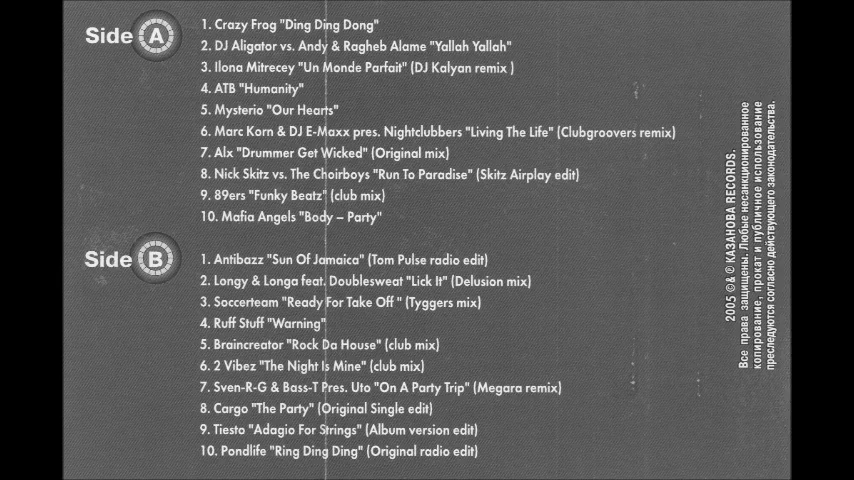 Side A
1. Crazy Frog "Ding Ding Dong"
2. DJ Aligator vs. Andy & Ragheb Alame "Yallah Yallah"
3. Ilona Mitrecey "Un Monde Parfait" (DJ Kalyan remix )
4. ATB "Humanity"
5. Mysterio "Our Hearts"
6. Marc Korn & DJ E-Maxx pres. Nightclubbers "Living The Life" (Clubgroovers remix)
7. Alx "Drummer Get Wicked" (Original mix)
8. Nick Skitz vs. The Choirboys "Run To Paradise" (Skitz Airplay edit)
9. 89ers "Funky Beatz" (club mix)
10. Mafia Angels "Body – Party"
Side B
1. Antibazz "Sun Of Jamaica" (Tom Pulse radio edit)
2. Longy & Longa feat. Doublesweat "Lick It" (Delusion mix)
3. Soccerteam "Ready For Take Off " (Tyggers mix)
4. Ruff Stuff "Warning"
5. Braincreator "Rock Da House" (club mix)
6. 2 Vibez "The Night Is Mine" (club mix)
7. Sven-R-G & Bass-T Pres. Uto "On A Party Trip" (Megara remix)
8. Cargo "The Party" (Original Single edit)
9. Tiesto "Adagio For Strings" (Album version edit)
10. Pondlife "Ring Ding Ding" (Original radio edit)
2005 ©& ℗ КАЗАНОВА RECORDS.
Все права защищены. Любые несанкционированное
копирование, прокат и публичное использование
преследуются согласно действующего законодательства.